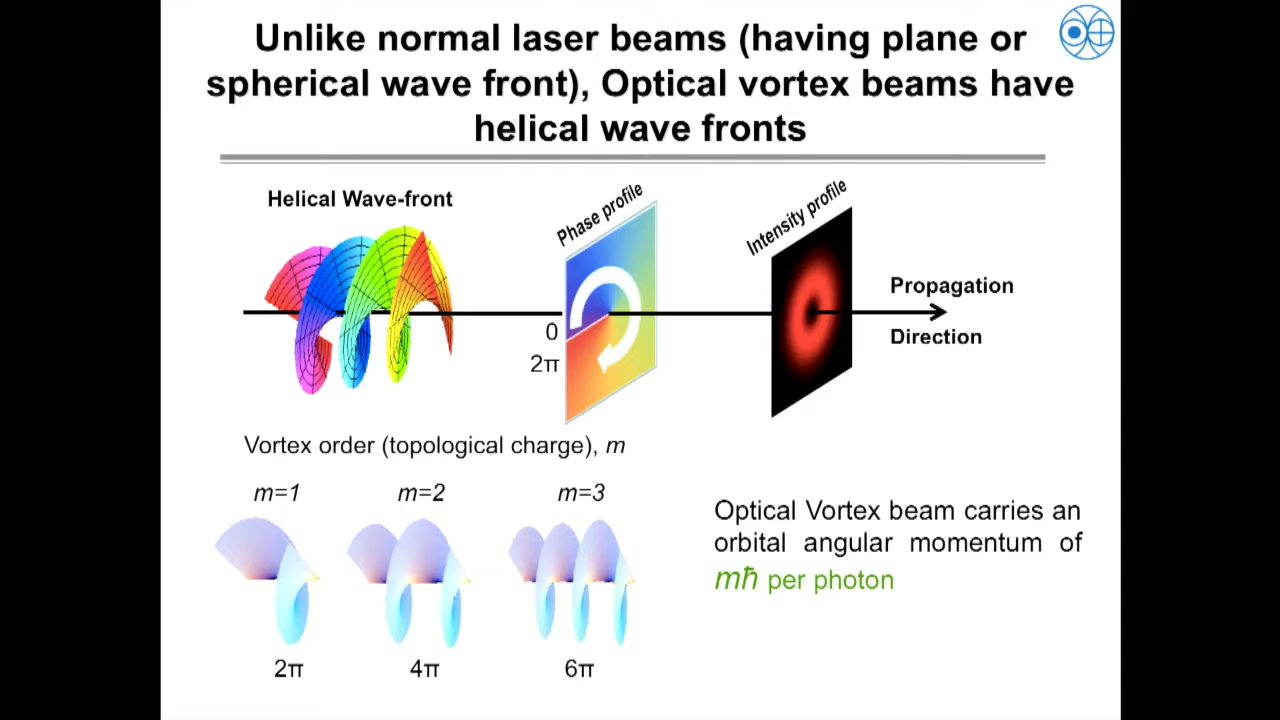 Unlike normal laser beams (having plane or
spherical wave front), Optical vortex beams have
helical wave fronts
Helical Wave-front
Phase profile
Intensity profile
Propagation
Direction
0
2π
Vortex order (topological charge), m
m=1
m=2
m=3
2π
4π
6π
Optical Vortex beam carries an
orbital angular momentum of
mħ per photon